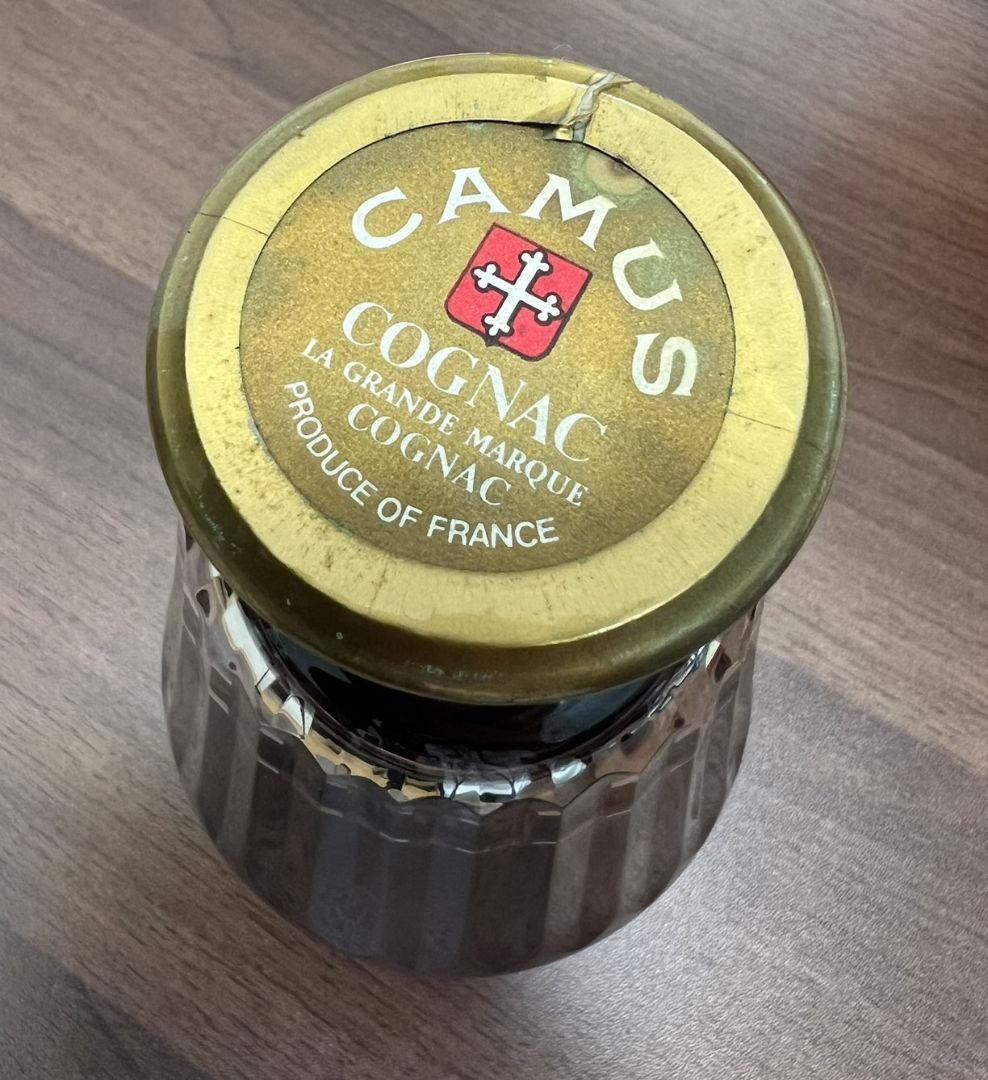 CAMUS
COGNAC
LA GRANDE MARQUE
COGNAC
PRODUCE OF FRANCE